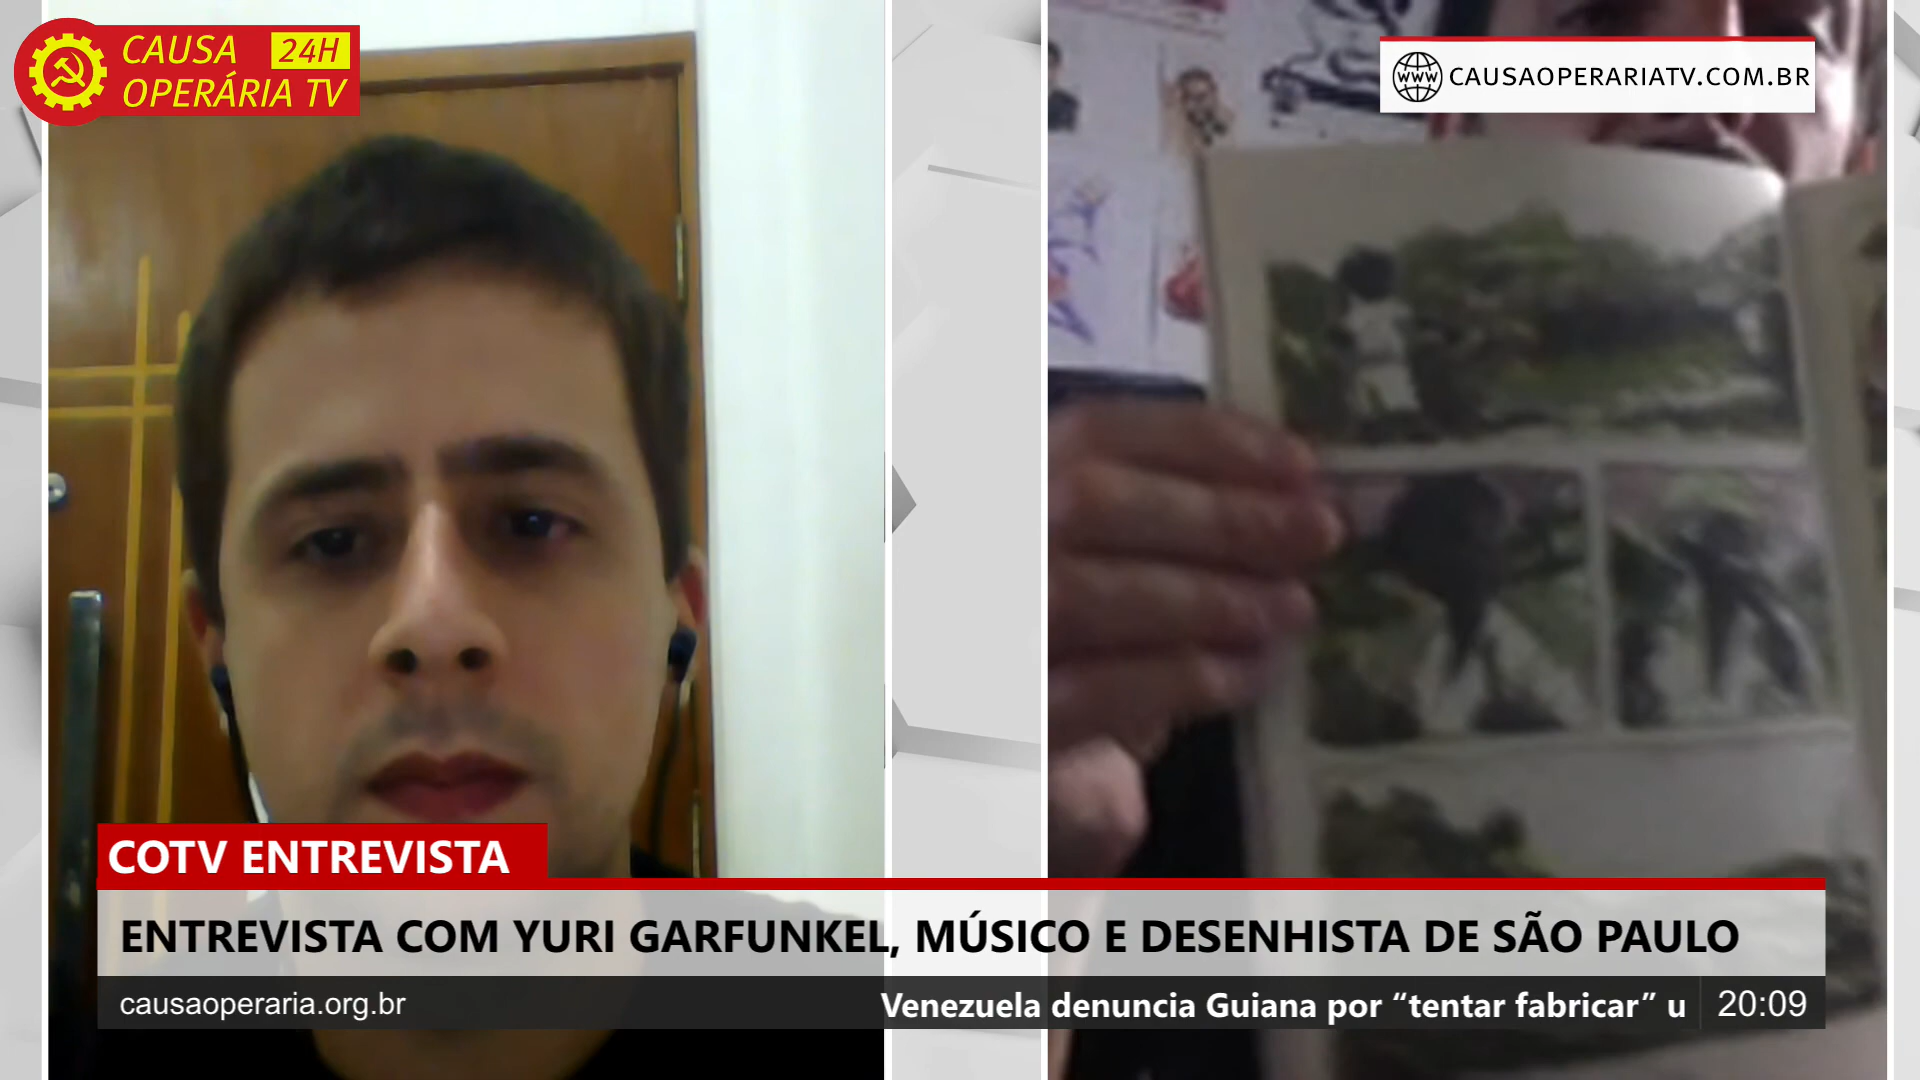 CAUSA 24H
OPERÁRIA TV
WWW CAUSAOPERARIATV.COM.BR
COTV ENTREVISTA
ENTREVISTA COM YURI GARFUNKEL, MÚSICO E DESENHISTA DE SÃO PAULO
causaoperaria.org.br
Venezuela denuncia Guiana por “tentar fabricar” u
20:09